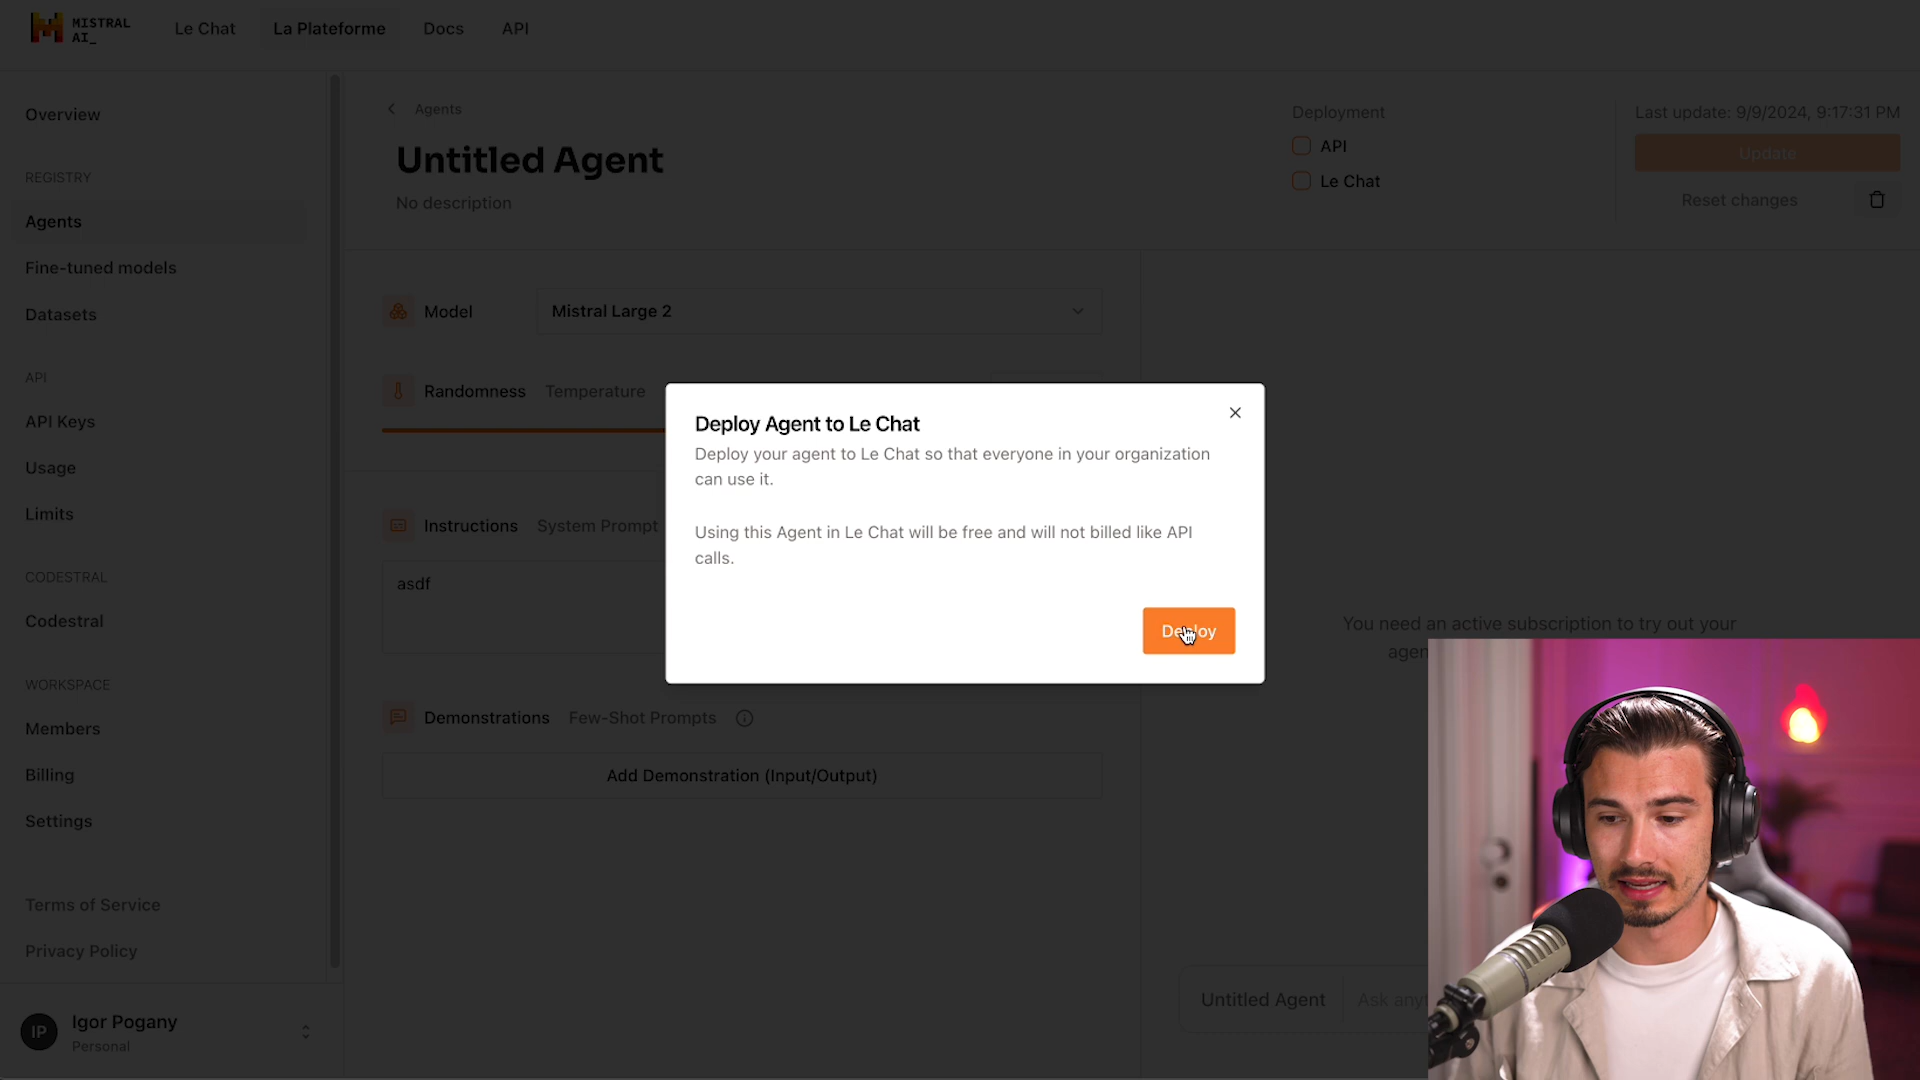 MISTRAL
AI_
Le Chat
La Plateforme
Docs
API
Overview
REGISTRY
Agents
Fine-tuned models
Datasets
API
API Keys
Usage
Limits
CODESTRAL
Codestral
WORKSPACE
Members
Billing
Settings
Terms of Service
Privacy Policy
IP
Igor Pogany
Personal
Agents
Untitled Agent
No description
Deployment
API
Le Chat
Last update: 9/9/2024, 9:17:31 PM
Update
Reset changes
Model
Mistral Large 2
Randomness Temperature
Instructions System Prompt
asdf
Demonstrations Few-Shot Prompts
Add Demonstration (Input/Output)
Deploy Agent to Le Chat
Deploy your agent to Le Chat so that everyone in your organization
can use it.
Using this Agent in Le Chat will be free and will not billed like API
calls.
Deploy
You need an active subscription to try out your
Untitled Agent
Ask